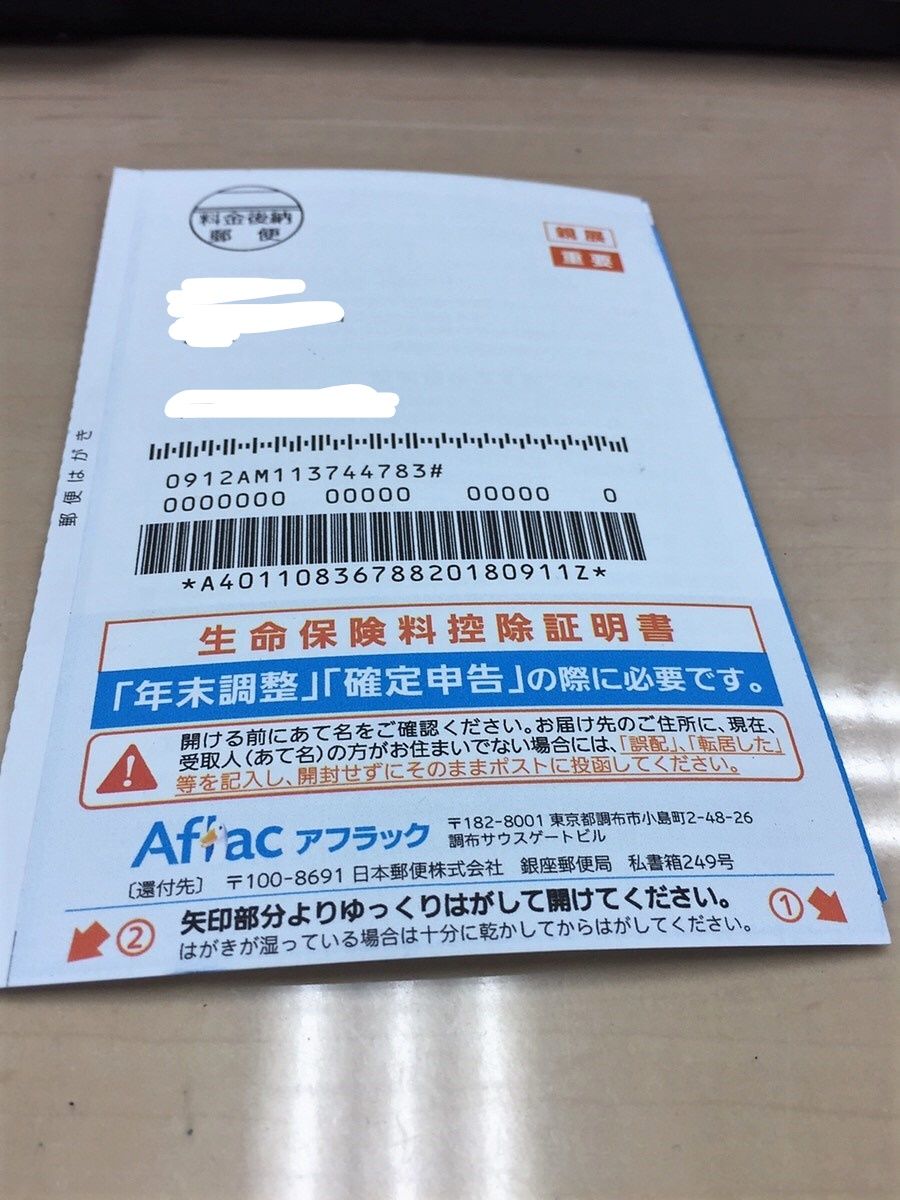 料金後納
郵便
親展
重要
郵便はがき
0912AM113744783#
0000000 00000 00000 0
*A4011083678820180911Z*
生命保険料控除証明書
「年末調整」「確定申告」の際に必要です。
開ける前にあて名をご確認ください。お届け先のご住所に、現在、
受取人(あて名)の方がお住まいでない場合には、「誤配」、「転居した」
等を記入し、開封せずにそのままポストに投函してください。
Aflac アフラック
〒182-8001 東京都調布市小島町2-48-26
調布サウスゲートビル
〔還付先〕 〒100-8691 日本郵便株式会社 銀座郵便局 私書箱249号
② 矢印部分よりゆっくりはがして開けてください。 ①
はがきが湿っている場合は十分に乾かしてからはがしてください。